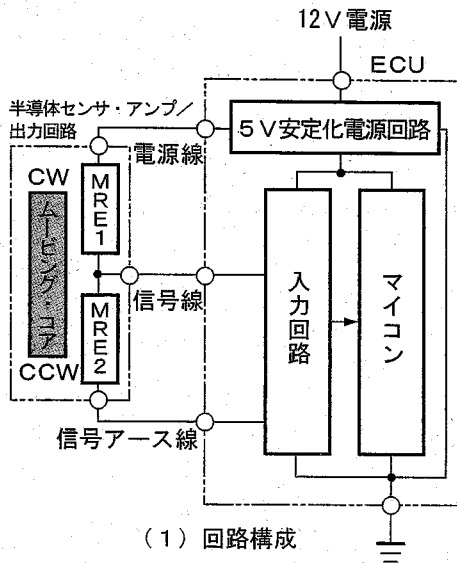 12V電源
ECU
半導体センサ・アンプ/
出力回路
5V安定化電源回路
電源線
CW
MRE1
ムービング・コア
信号線
MRE2
CCW
入力回路
マイコン
信号アース線
(1)回路構成